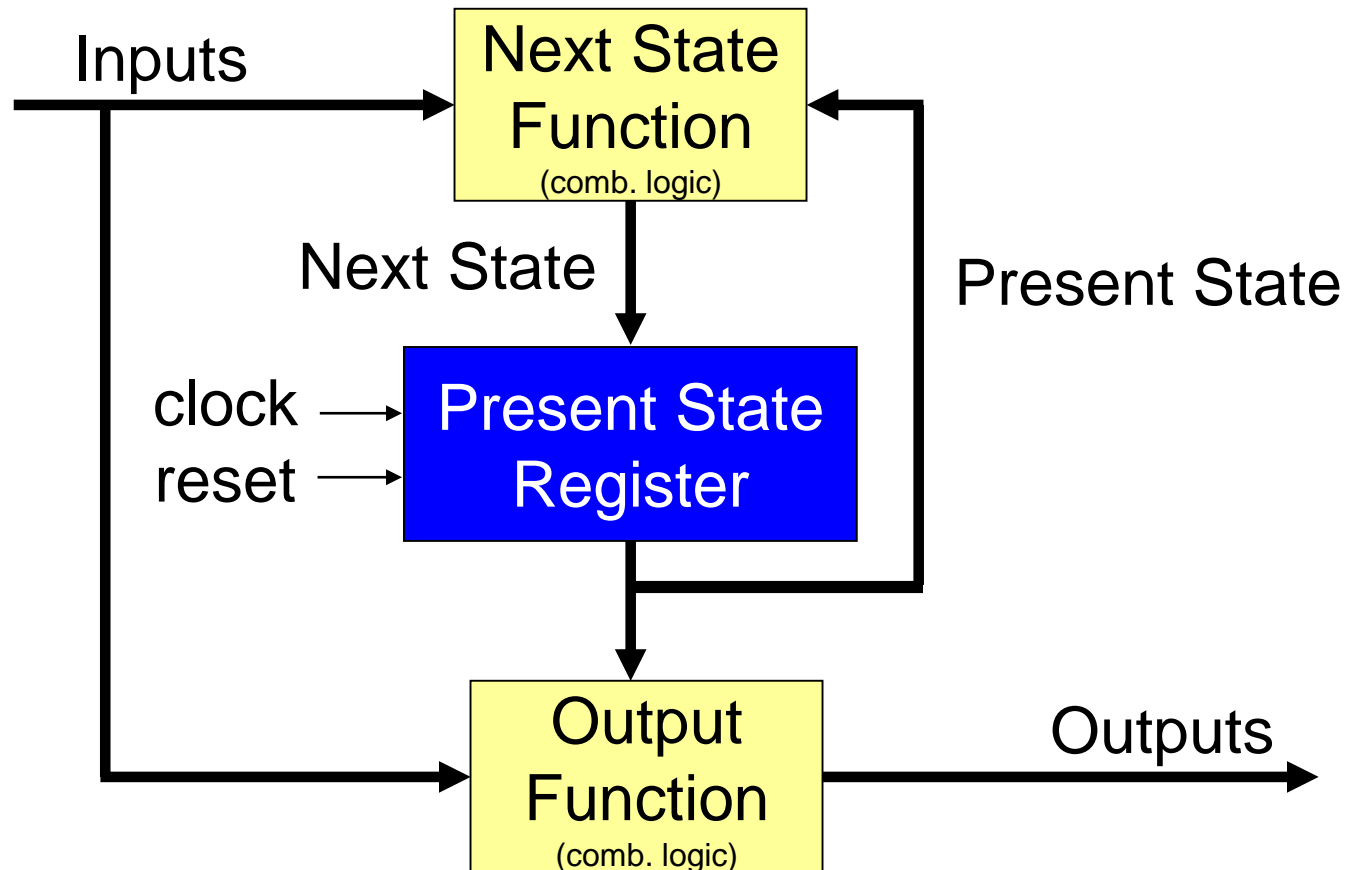 Inputs
Next State
Function
(comb. logic)
Next State
Present State
clock
reset
Present State
Register
Output
Function
(comb. logic)
Outputs